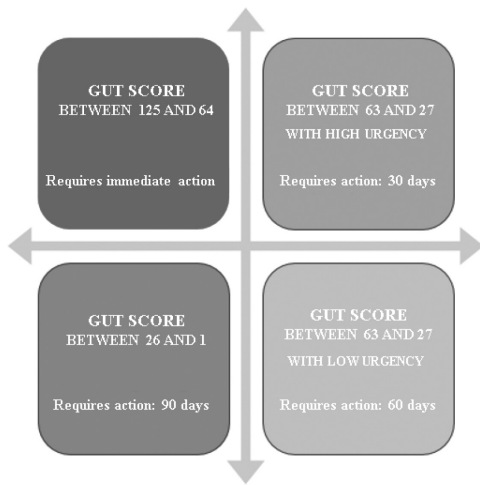 GUT SCORE
BETWEEN 125 AND 64
Requires immediate action
GUT SCORE
BETWEEN 63 AND 27
WITH HIGH URGENCY
Requires action: 30 days
GUT SCORE
BETWEEN 26 AND 1
Requires action: 90 days
GUT SCORE
BETWEEN 63 AND 27
WITH LOW URGENCY
Requires action: 60 days